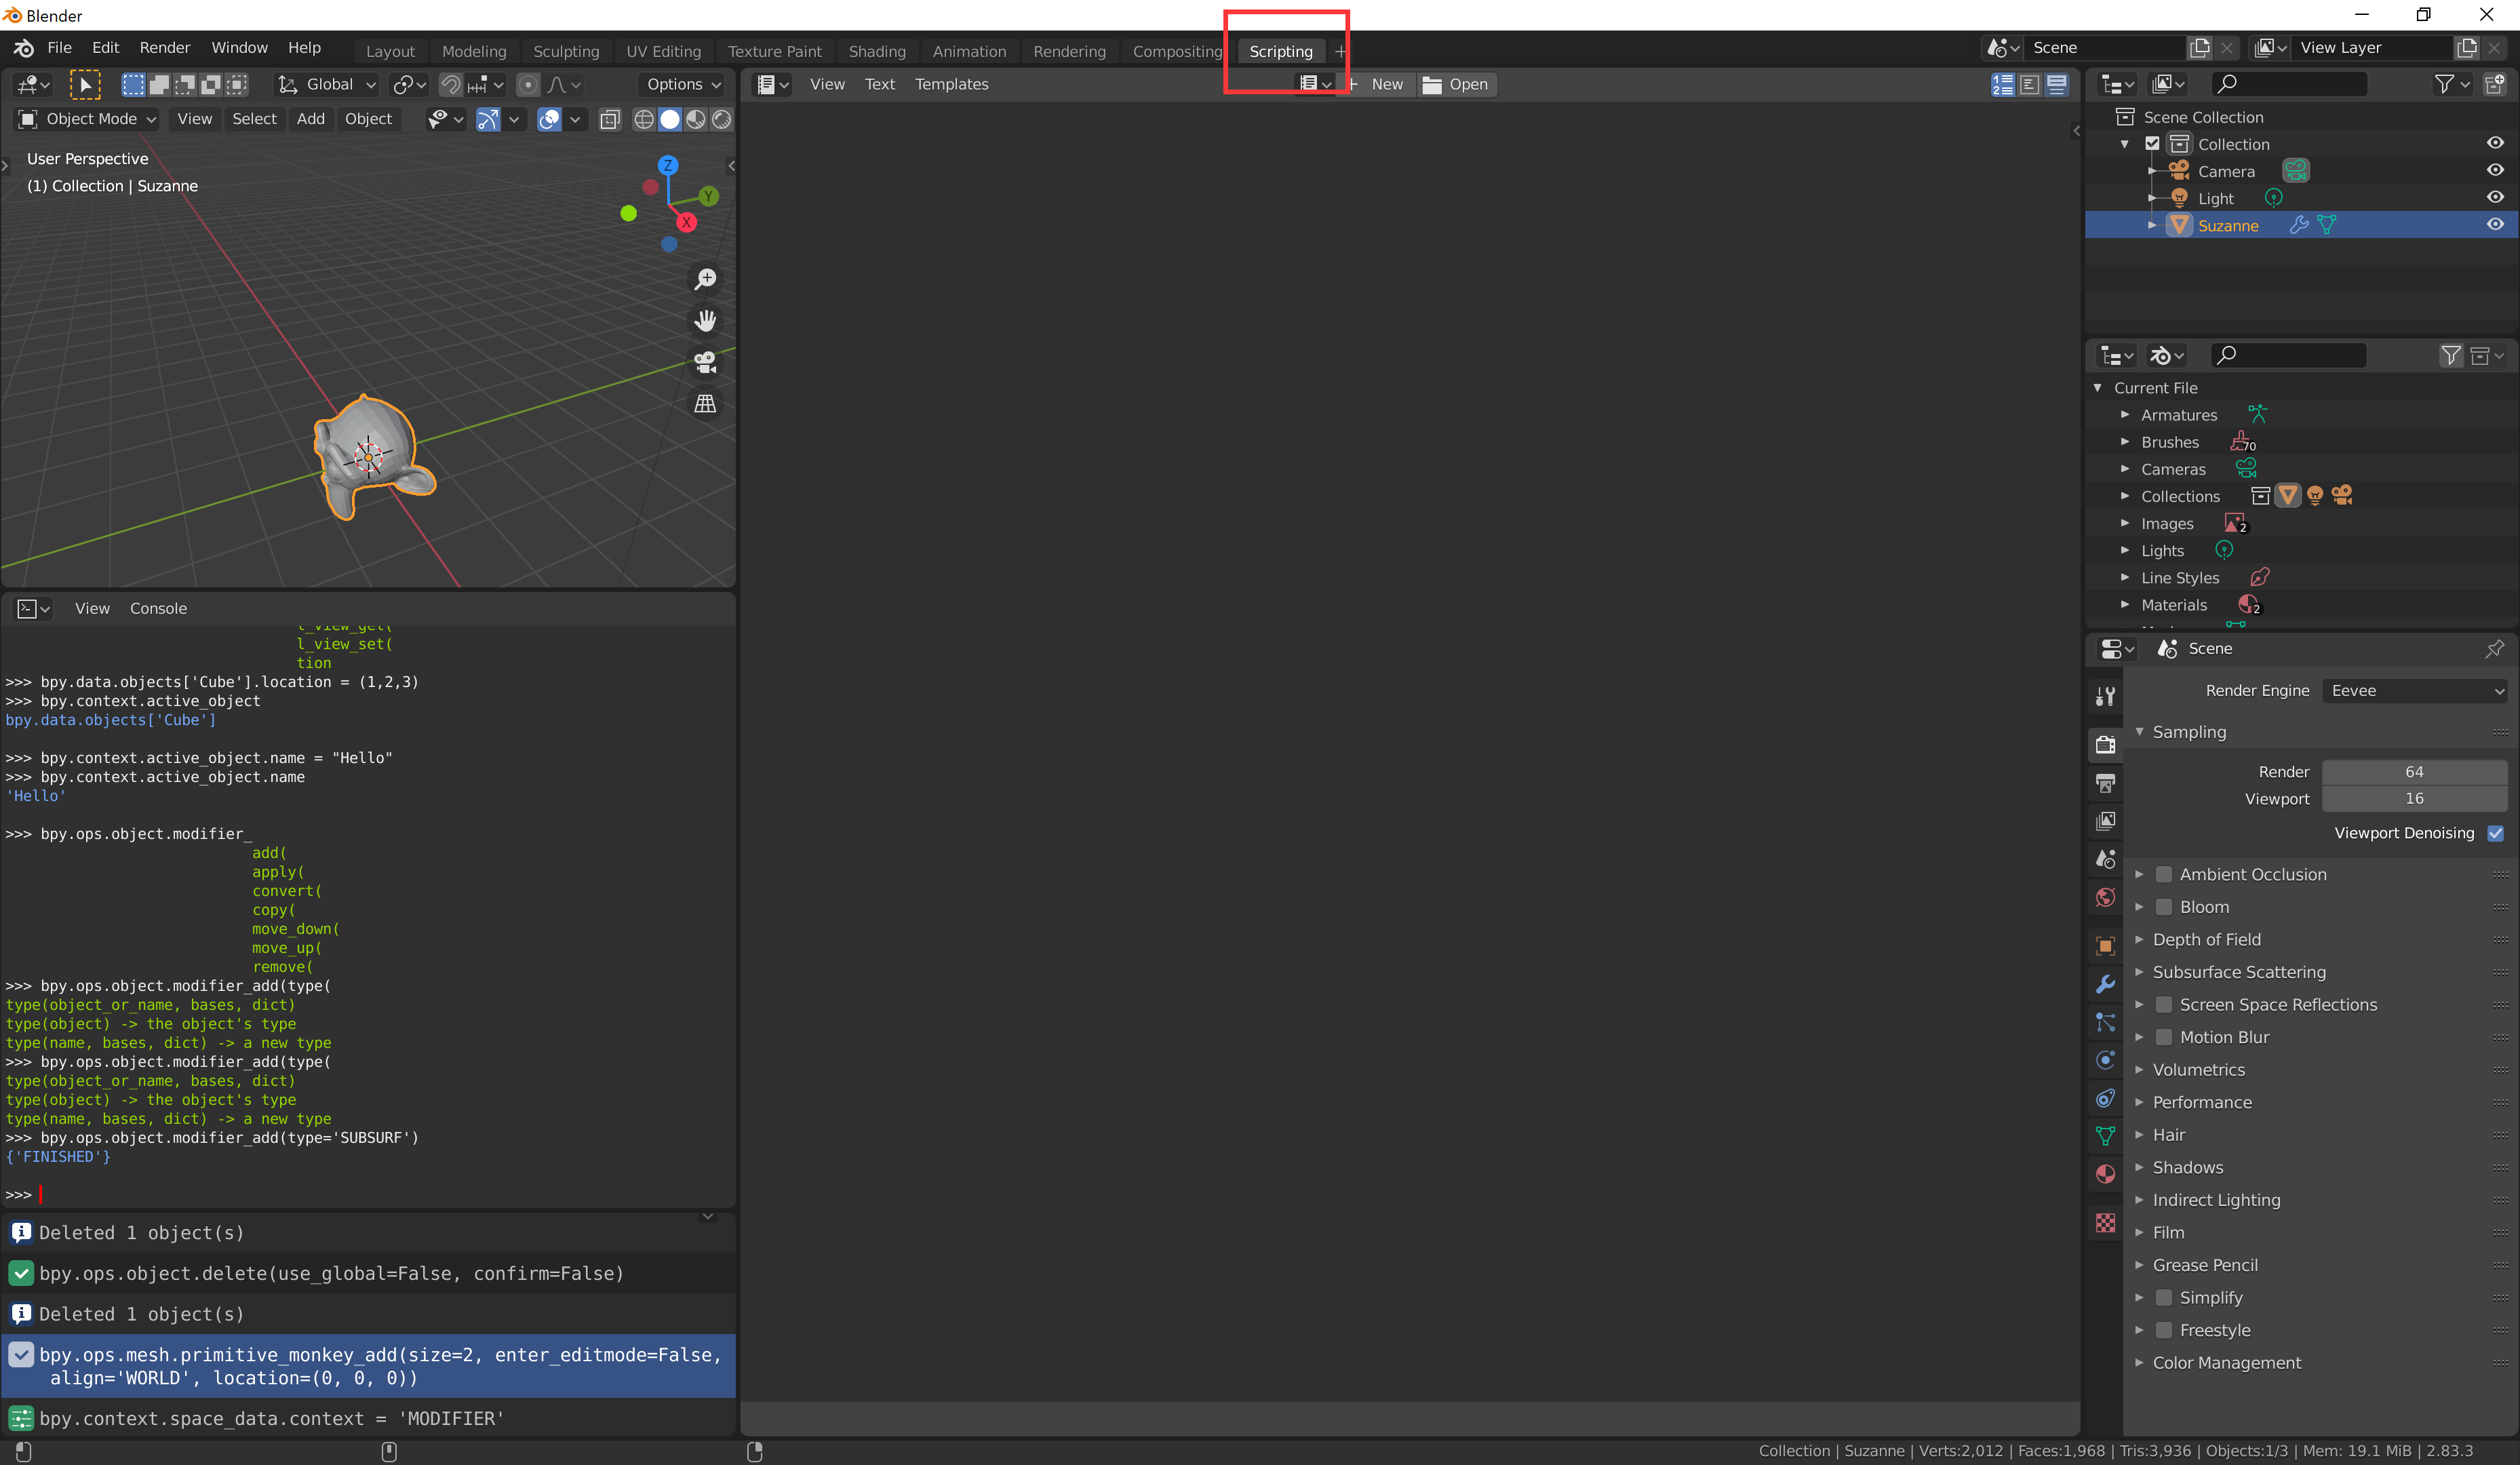 Blender
File Edit Render Window Help Layout Modeling Sculpting UV Editing Texture Paint Shading Animation Rendering Compositing Scripting + Scene View Layer
Global Options View Text Templates + New Open
Object Mode View Select Add Object
User Perspective
(1) Collection | Suzanne
Z
Y
X
Scene Collection
Collection
Camera
Light
Suzanne
Current File
Armatures
Brushes 70
Cameras
Collections
Images 2
Lights
Line Styles
Materials 2
View Console
l_view_get(
l_view_set(
tion
>>> bpy.data.objects['Cube'].location = (1,2,3)
>>> bpy.context.active_object
bpy.data.objects['Cube']
>>> bpy.context.active_object.name = "Hello"
>>> bpy.context.active_object.name
'Hello'
>>> bpy.ops.object.modifier_
add(
apply(
convert(
copy(
move_down(
move_up(
remove(
>>> bpy.ops.object.modifier_add(type(
type(object_or_name, bases, dict)
type(object) -> the object's type
type(name, bases, dict) -> a new type
>>> bpy.ops.object.modifier_add(type(
type(object_or_name, bases, dict)
type(object) -> the object's type
type(name, bases, dict) -> a new type
>>> bpy.ops.object.modifier_add(type='SUBSURF')
{'FINISHED'}
>>>
Deleted 1 object(s)
bpy.ops.object.delete(use_global=False, confirm=False)
Deleted 1 object(s)
bpy.ops.mesh.primitive_monkey_add(size=2, enter_editmode=False,
align='WORLD', location=(0, 0, 0))
bpy.context.space_data.context = 'MODIFIER'
Scene
Render Engine Eevee
Sampling
Render 64
Viewport 16
Viewport Denoising
Ambient Occlusion
Bloom
Depth of Field
Subsurface Scattering
Screen Space Reflections
Motion Blur
Volumetrics
Performance
Hair
Shadows
Indirect Lighting
Film
Grease Pencil
Simplify
Freestyle
Color Management
Collection | Suzanne | Verts:2,012 | Faces:1,968 | Tris:3,936 | Objects:1/3 | Mem: 19.1 MiB | 2.83.3